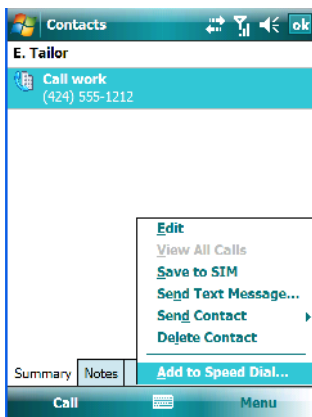 Contacts ok
E. Tailor
Call work
(424) 555-1212
Edit
View All Calls
Save to SIM
Send Text Message...
Send Contact
Delete Contact
Add to Speed Dial...
Summary Notes
Call Menu